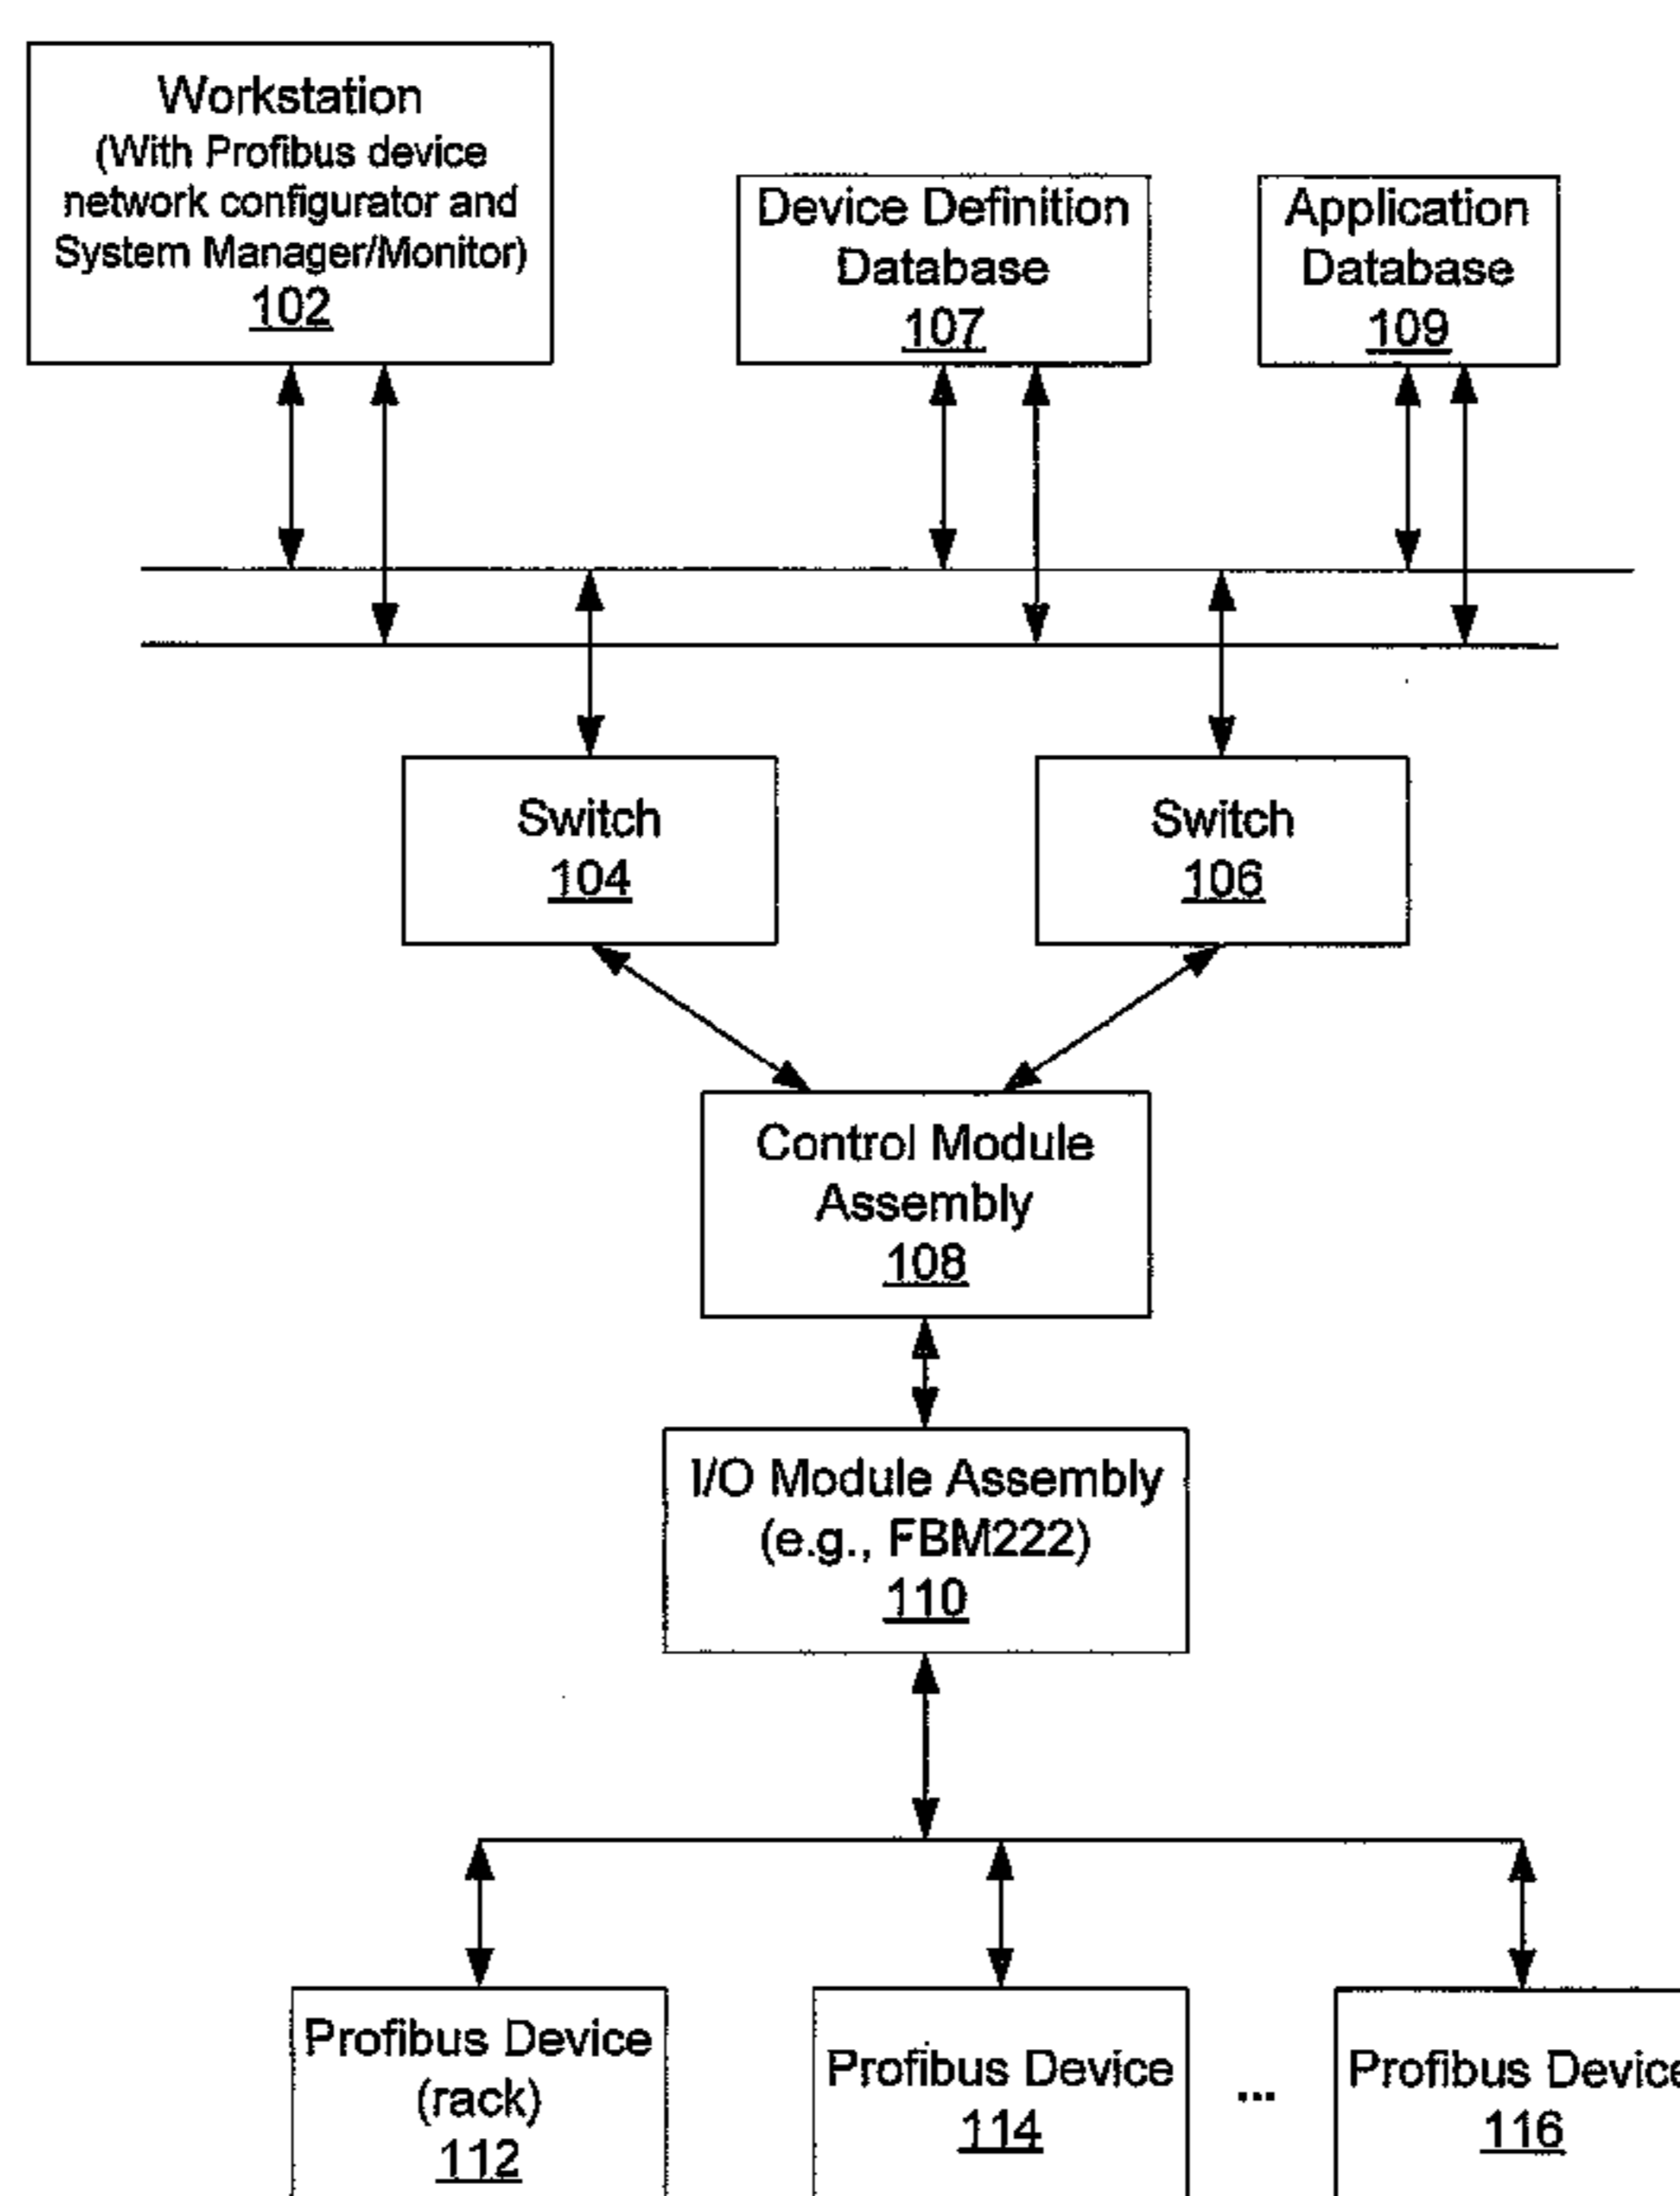 Workstation
(With Profibus device
network configurator and
System Manager/Monitor)
102
Device Definition
Database
107
Application
Database
109
Switch
104
Switch
106
Control Module
Assembly
108
I/O Module Assembly
(e.g., FBM222)
110
Profibus Device
(rack)
112
Profibus Device
114
...
Profibus Device
116